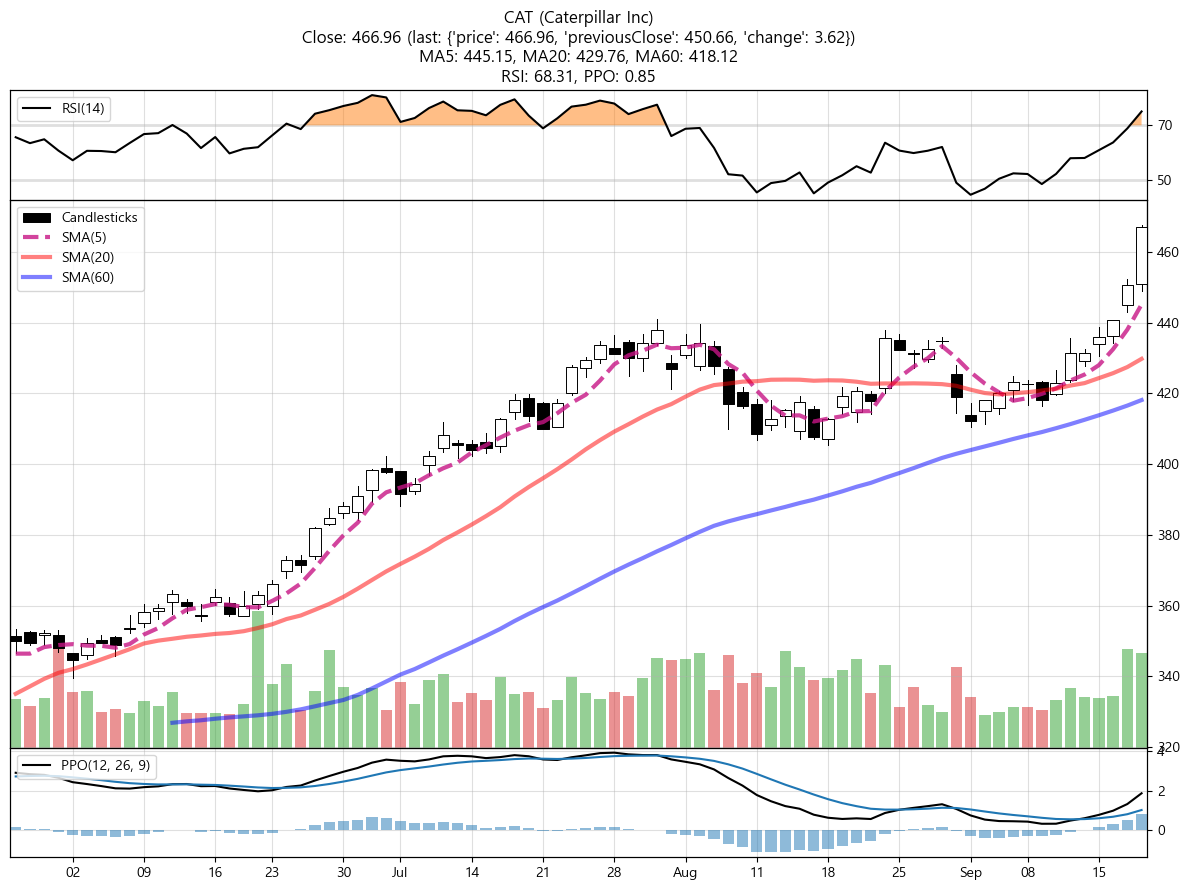 CAT (Caterpillar Inc)
Close: 466.96 (last: {'price': 466.96, 'previousClose': 450.66, 'change': 3.62})
MA5: 445.15, MA20: 429.76, MA60: 418.12
RSI: 68.31, PPO: 0.85
RSI(14)
70
50
Candlesticks
SMA(5)
SMA(20)
SMA(60)
460
440
420
400
380
360
340
320
PPO(12, 26, 9)
4
2
0
02 09 16 23 30 Jul 14 21 28 Aug 11 18 25 Sep 08 15